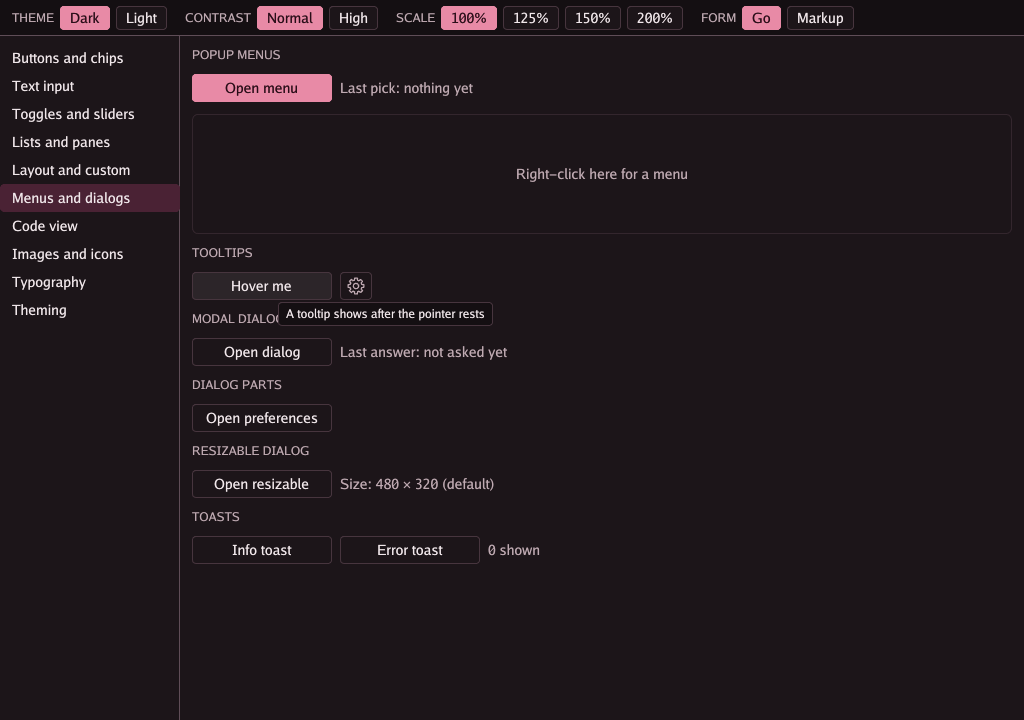 THEME Dark Light CONTRAST Normal High SCALE 100% 125% 150% 200% FORM Go Markup
Buttons and chips
Text input
Toggles and sliders
Lists and panes
Layout and custom
Menus and dialogs
Code view
Images and icons
Typography
Theming
POPUP MENUS
Open menu Last pick: nothing yet
Right-click here for a menu
TOOLTIPS
Hover me
A tooltip shows after the pointer rests
MODAL
Open dialog Last answer: not asked yet
DIALOG PARTS
Open preferences
RESIZABLE DIALOG
Open resizable Size: 480 × 320 (default)
TOASTS
Info toast Error toast 0 shown